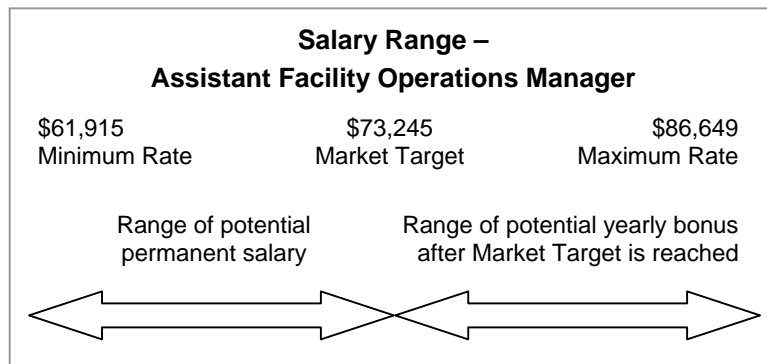 Salary Range –
Assistant Facility Operations Manager
$61,915 $73,245 $86,649
Minimum Rate Market Target Maximum Rate
Range of potential
permanent salary
Range of potential yearly bonus
after Market Target is reached